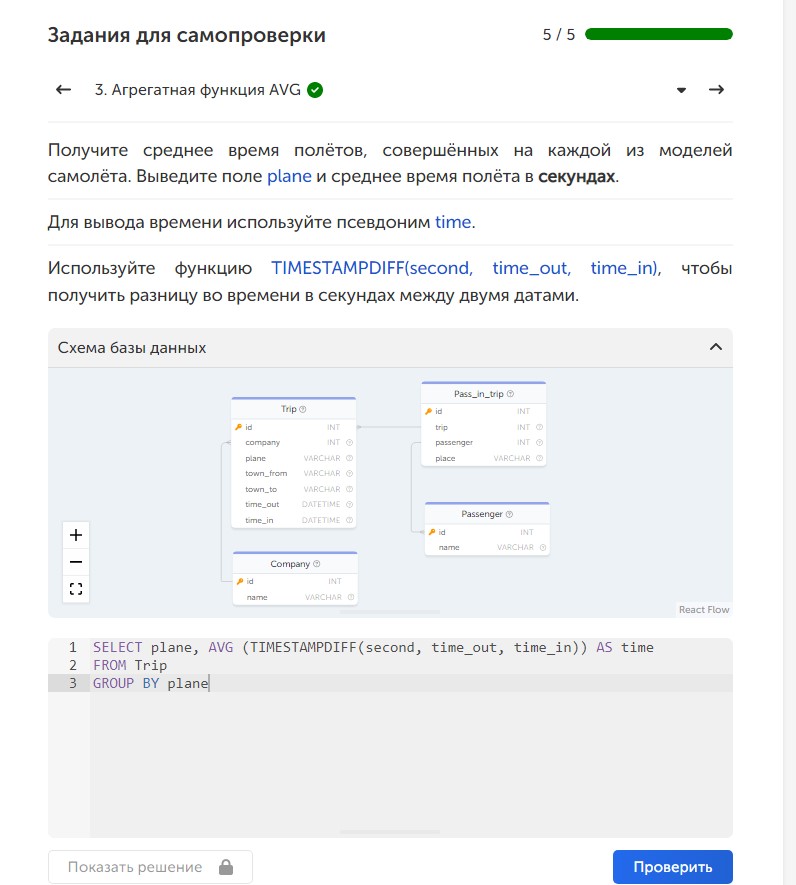 Задания для самопроверки
5 / 5
3. Агрегатная функция AVG
Получите среднее время полётов, совершённых на каждой из моделей
самолёта. Выведите поле plane и среднее время полёта в секундах.
Для вывода времени используйте псевдоним time.
Используйте функцию TIMESTAMPDIFF(second, time_out, time_in), чтобы
получить разницу во времени в секундах между двумя датами.
Схема базы данных
Trip
id INT
company INT
plane VARCHAR
town_from VARCHAR
town_to VARCHAR
time_out DATETIME
time_in DATETIME
Pass_in_trip
id INT
trip INT
passenger INT
place VARCHAR
Passenger
id INT
name VARCHAR
Company
id INT
name VARCHAR
React Flow
1 SELECT plane, AVG (TIMESTAMPDIFF(second, time_out, time_in)) AS time
2 FROM Trip
3 GROUP BY plane
Показать решение
Проверить